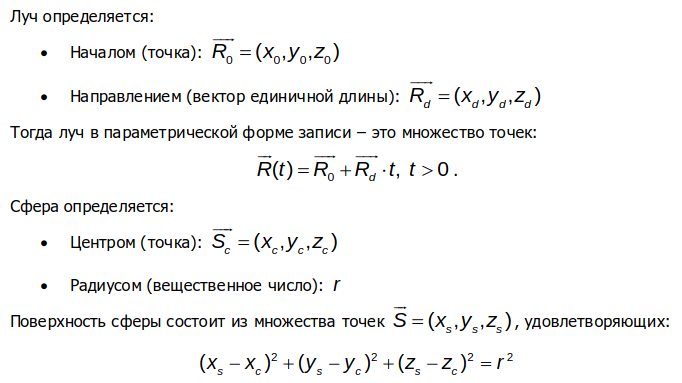 Луч определяется:
• Началом (точка): $\overrightarrow{R_0} = (x_0, y_0, z_0)$
• Направлением (вектор единичной длины): $\overrightarrow{R_d} = (x_d, y_d, z_d)$
Тогда луч в параметрической форме записи – это множество точек:
$\overrightarrow{R}(t) = \overrightarrow{R_0} + \overrightarrow{R_d} \cdot t, \; t > 0.$
Сфера определяется:
• Центром (точка): $\overrightarrow{S_c} = (x_c, y_c, z_c)$
• Радиусом (вещественное число): $r$
Поверхность сферы состоит из множества точек $\overrightarrow{S} = (x_s, y_s, z_s)$, удовлетворяющих:
$(x_s - x_c)^2 + (y_s - y_c)^2 + (z_s - z_c)^2 = r^2$